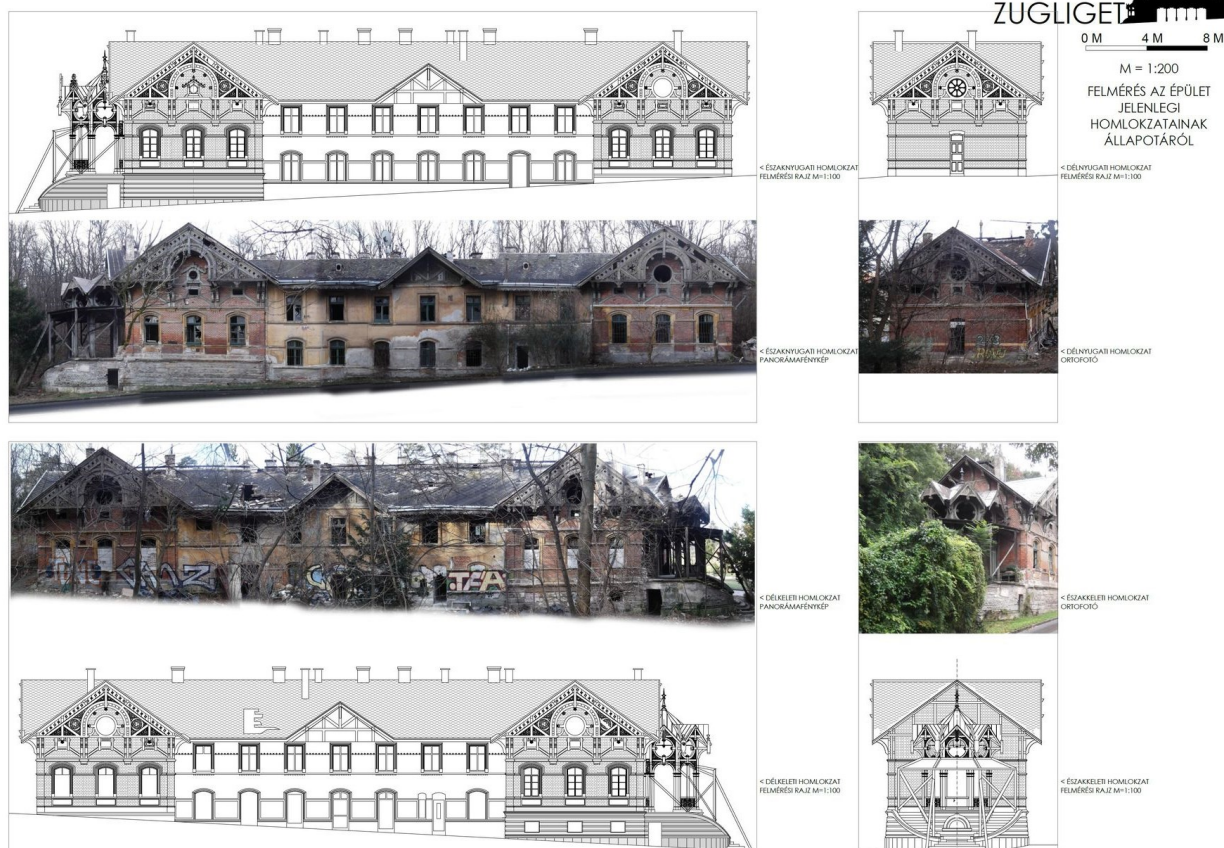 ZUGLIGET
0 M 4 M 8 M
M = 1:200
FELMÉRÉS AZ ÉPÜLET
JELENLEGI
HOMLOKZATAINAK
ÁLLAPOTÁRÓL
< ÉSZAKNYUGATI HOMLOKZAT
FELMÉRÉSI RAJZ M=1:100
< DÉLNYUGATI HOMLOKZAT
FELMÉRÉSI RAJZ M=1:100
< ÉSZAKNYUGATI HOMLOKZAT
PANORÁMAFÉNYKÉP
< DÉLNYUGATI HOMLOKZAT
ORTOFOTÓ
< DÉLKELETI HOMLOKZAT
PANORÁMAFÉNYKÉP
< ÉSZAKKELETI HOMLOKZAT
ORTOFOTÓ
< DÉLKELETI HOMLOKZAT
FELMÉRÉSI RAJZ M=1:100
< ÉSZAKKELETI HOMLOKZAT
FELMÉRÉSI RAJZ M=1:100